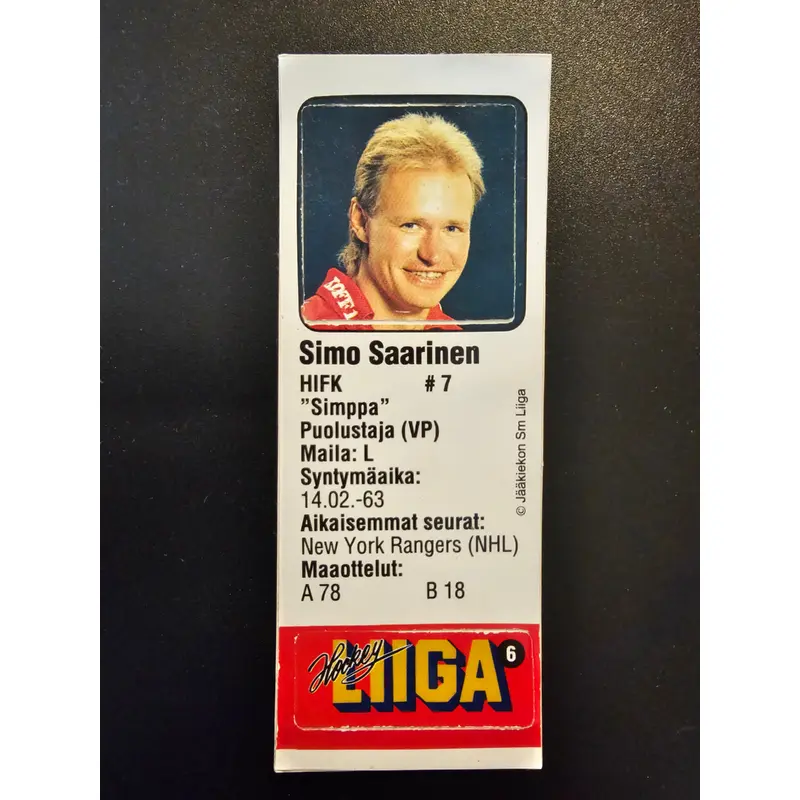 Simo Saarinen
HIFK # 7
”Simppa”
Puolustaja (VP)
Maila: L
Syntymäaika:
14.02.-63
Aikaisemmat seurat:
New York Rangers (NHL)
Maaottelut:
A 78 B 18
© Jääkiekon Sm Liiga
Hockey
LIIGA 6